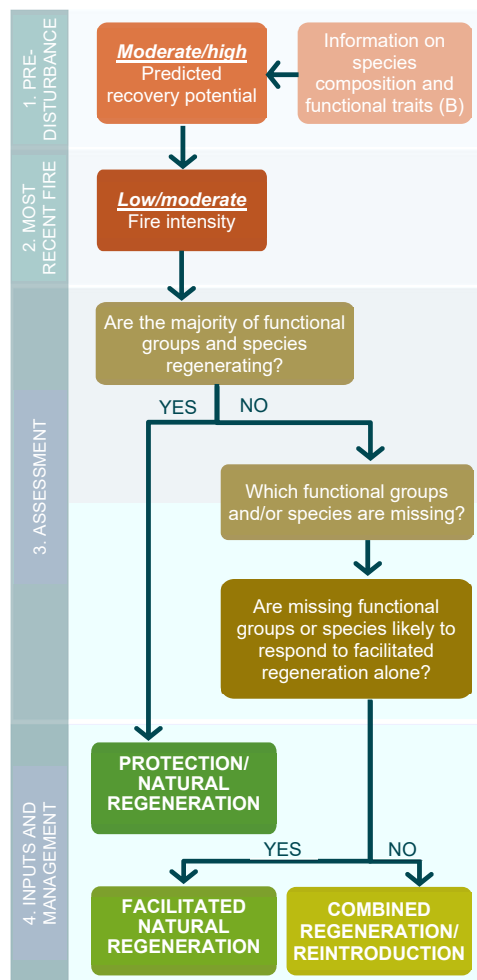 1. PRE-
DISTURBANCE
Moderate/high
Predicted
recovery potential
Information on
species
composition and
functional traits (B)
2. MOST
RECENT FIRE
Low/moderate
Fire intensity
3. ASSESSMENT
Are the majority of functional
groups and species
regenerating?
YES
NO
Which functional groups
and/or species are missing?
Are missing functional
groups or species likely to
respond to facilitated
regeneration alone?
4. INPUTS AND
MANAGEMENT
PROTECTION/
NATURAL
REGENERATION
YES
NO
FACILITATED
NATURAL
REGENERATION
COMBINED
REGENERATION/
REINTRODUCTION